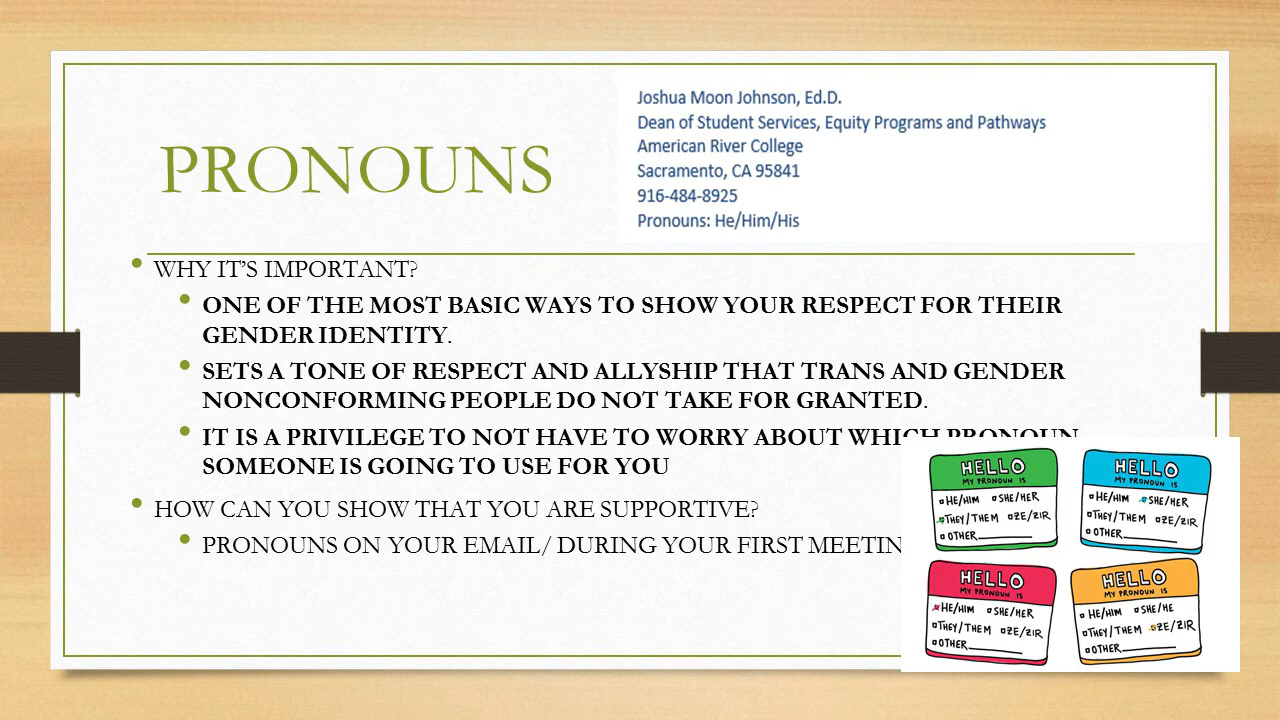 PRONOUNS
Joshua Moon Johnson, Ed.D.
Dean of Student Services, Equity Programs and Pathways
American River College
Sacramento, CA 95841
916-484-8925
Pronouns: He/Him/His
• WHY IT’S IMPORTANT?
• ONE OF THE MOST BASIC WAYS TO SHOW YOUR RESPECT FOR THEIR
GENDER IDENTITY.
• SETS A TONE OF RESPECT AND ALLYSHIP THAT TRANS AND GENDER
NONCONFORMING PEOPLE DO NOT TAKE FOR GRANTED.
• IT IS A PRIVILEGE TO NOT HAVE TO WORRY ABOUT WHICH PRONOUN
SOMEONE IS GOING TO USE FOR YOU
• HOW CAN YOU SHOW THAT YOU ARE SUPPORTIVE?
• PRONOUNS ON YOUR EMAIL/ DURING YOUR FIRST MEETIN
HELLO
MY PRONOUN IS
HE/HIM SHE/HER
THEY/THEM ZE/ZIR
OTHER
HELLO
MY PRONOUN IS
HE/HIM SHE/HER
THEY/THEM ZE/ZIR
OTHER
HELLO
MY PRONOUN IS
HE/HIM SHE/HER
THEY/THEM ZE/ZIR
OTHER
HELLO
MY PRONOUN IS
HE/HIM SHE/HE
THEY/THEM ZE/ZIR
OTHER